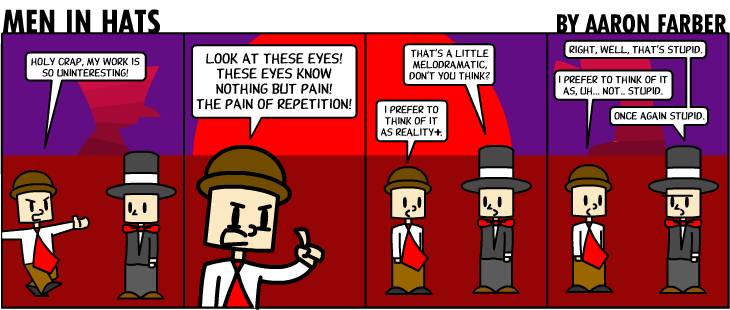 MEN IN HATS
BY AARON FARBER
HOLY CRAP, MY WORK IS
SO UNINTERESTING!
LOOK AT THESE EYES!
THESE EYES KNOW
NOTHING BUT PAIN!
THE PAIN OF REPETITION!
I PREFER TO
THINK OF IT
AS REALITY+.
THAT'S A LITTLE
MELODRAMATIC,
DON'T YOU THINK?
RIGHT, WELL, THAT'S STUPID.
I PREFER TO THINK OF IT
AS, UH... NOT.. STUPID.
ONCE AGAIN STUPID.